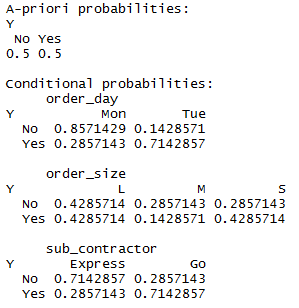 A-priori probabilities:
Y
 No Yes
0.5 0.5

Conditional probabilities:
     order_day
Y           Mon       Tue
  No  0.8571429 0.1428571
  Yes 0.2857143 0.7142857

     order_size
Y             L         M         S
  No  0.4285714 0.2857143 0.2857143
  Yes 0.4285714 0.1428571 0.4285714

     sub_contractor
Y       Express        Go
  No  0.7142857 0.2857143
  Yes 0.2857143 0.7142857